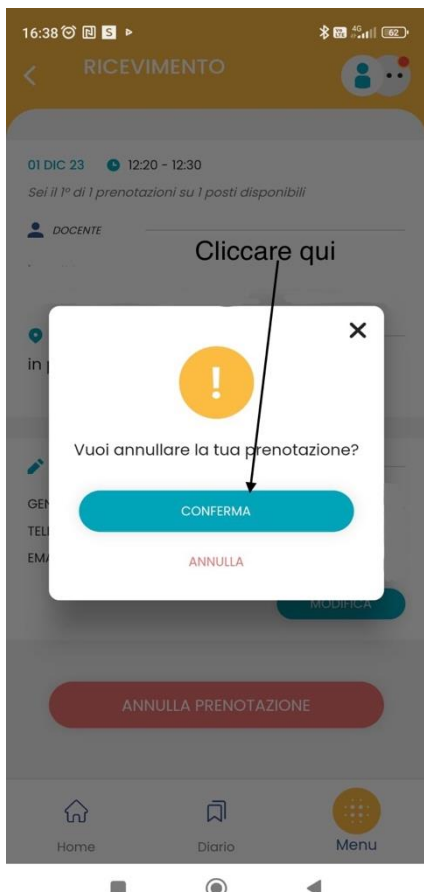 16:38 4G 62
RICEVIMENTO
01 DIC 23 12:20 - 12:30
Sei il 1° di 1 prenotazioni su 1 posti disponibili
DOCENTE
Cliccare qui
in
Vuoi annullare la tua prenotazione?
GEN
CONFERMA
TEL
EMA
ANNULLA
MODIFICA
ANNULLA PRENOTAZIONE
Home Diario Menu